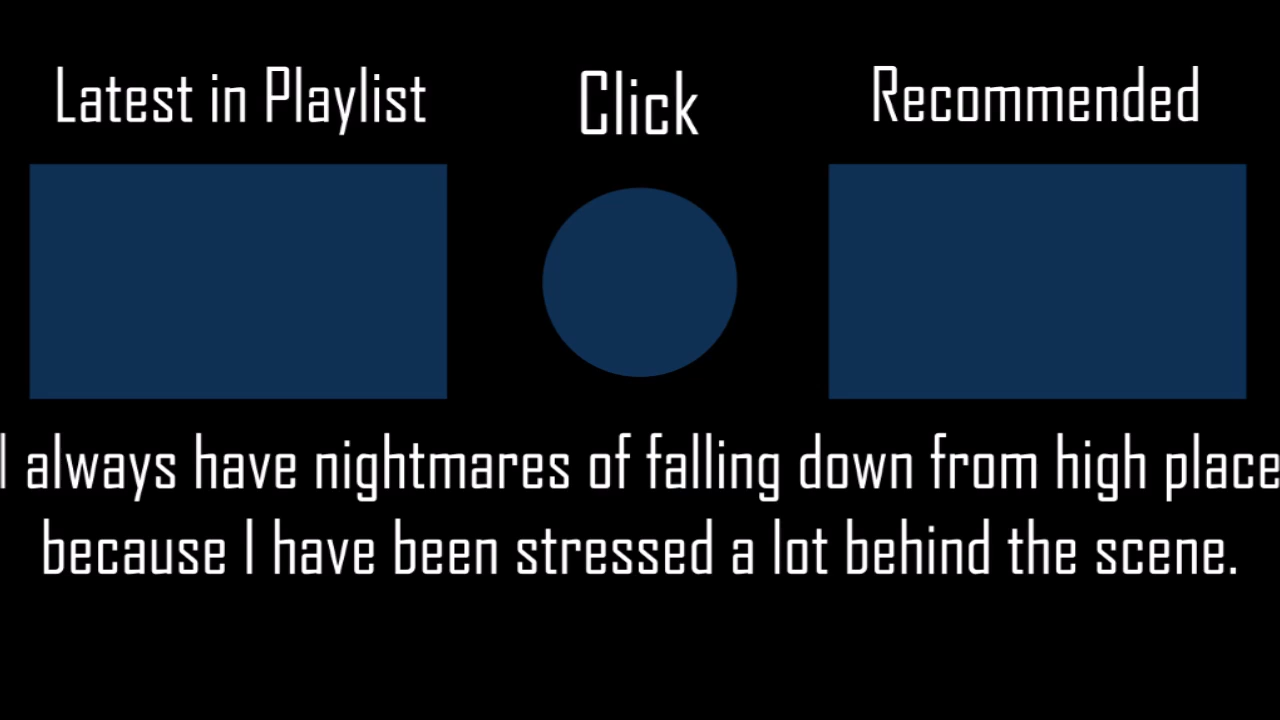 Latest in Playlist
Click
Recommended
I always have nightmares of falling down from high place
because I have been stressed a lot behind the scene.